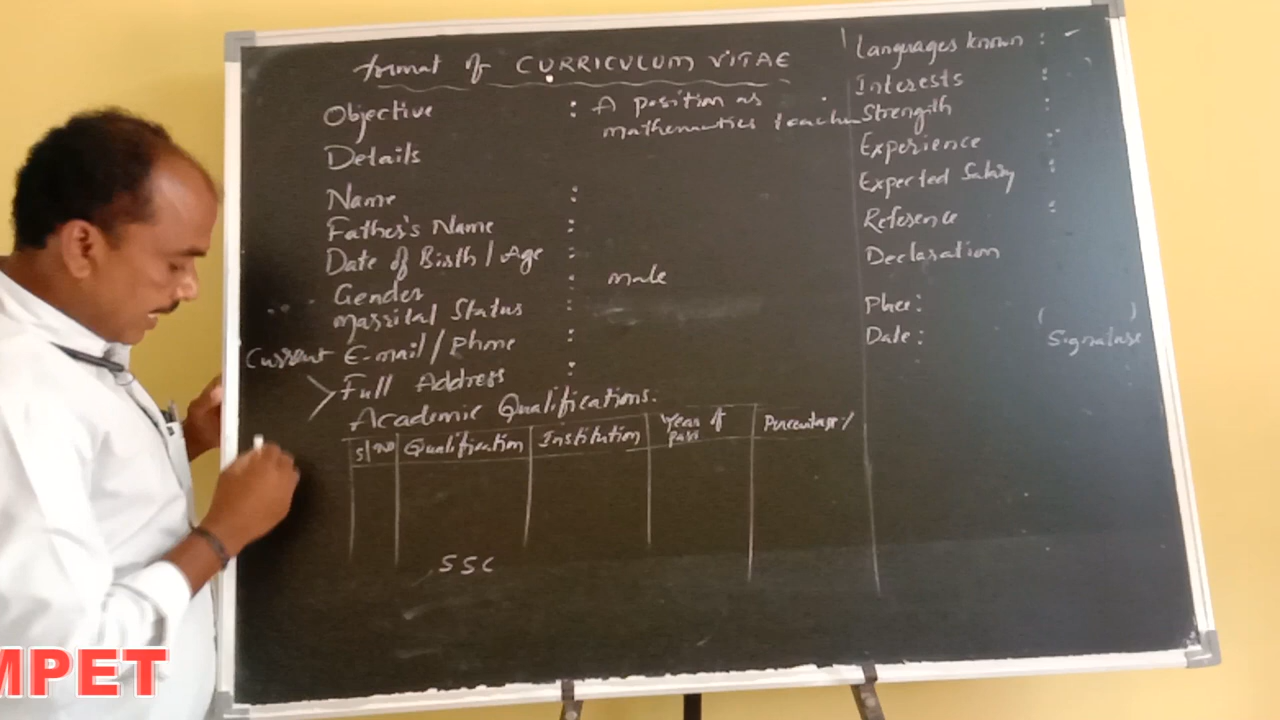 format of CURRICULUM VITAE
Objective : A position as
mathematics teacher
Details
Name :
Father's Name :
Date of Birth / Age :
Gender : male
Marrital Status :
Current E-mail / Phone :
Full Address :
Academic Qualifications.
Sl No Qualification Institution Year of pass Percentage %
SSC
Languages known :
Interests :
Strength :
Experience :
Expected Salary :
Reference :
Declaration
Place: ( )
Date: Signature
MPET